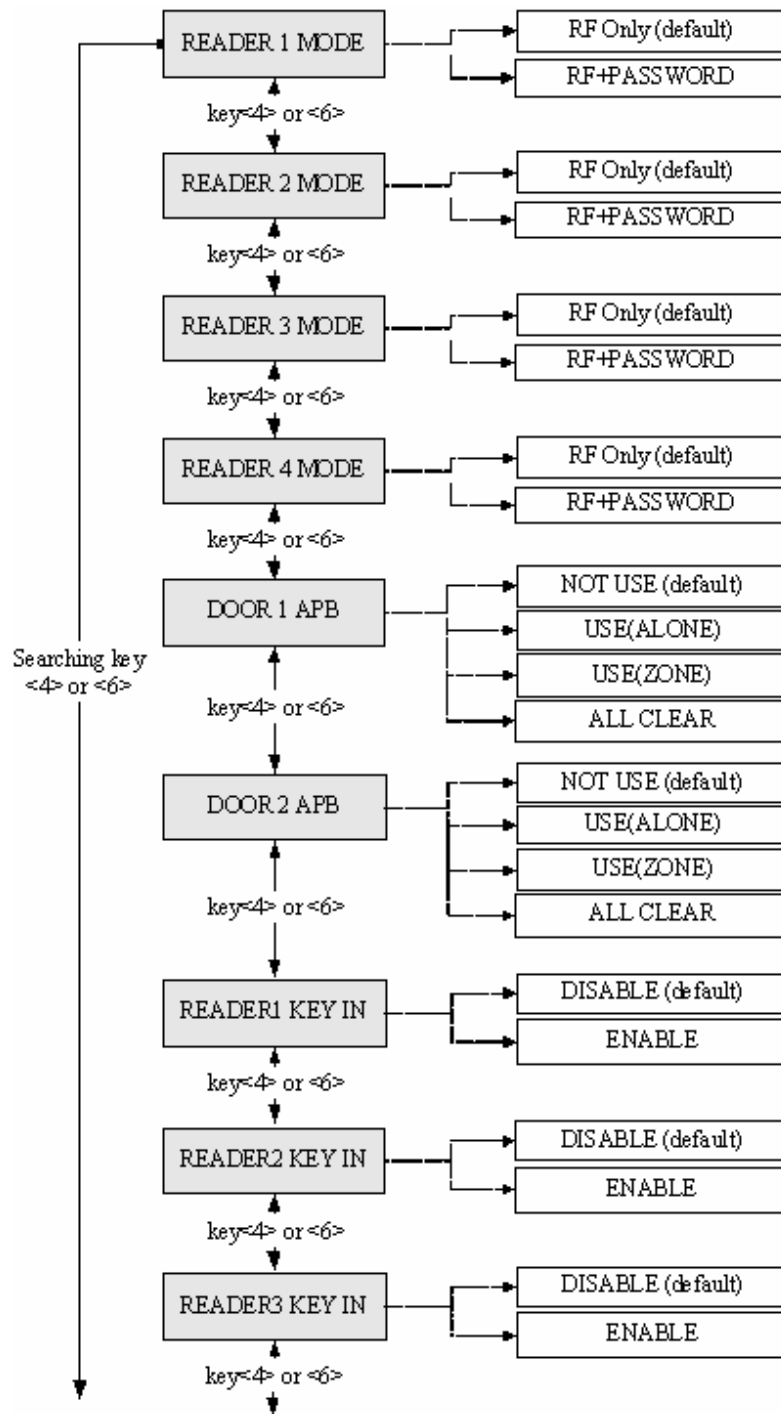 READER 1 MODE
RF Only (default)
RF+PASSWORD
key<4> or <6>
READER 2 MODE
RF Only (default)
RF+PASSWORD
key<4> or <6>
READER 3 MODE
RF Only (default)
RF+PASSWORD
key<4> or <6>
READER 4 MODE
RF Only (default)
RF+PASSWORD
key<4> or <6>
DOOR 1 APB
NOT USE (default)
USE(ALONE)
USE(ZONE)
ALL CLEAR
Searching key
<4> or <6>
key<4> or <6>
DOOR 2 APB
NOT USE (default)
USE(ALONE)
USE(ZONE)
ALL CLEAR
key<4> or <6>
READER1 KEY IN
DISABLE (default)
ENABLE
key<4> or <6>
READER2 KEY IN
DISABLE (default)
ENABLE
key<4> or <6>
READER3 KEY IN
DISABLE (default)
ENABLE
key<4> or <6>